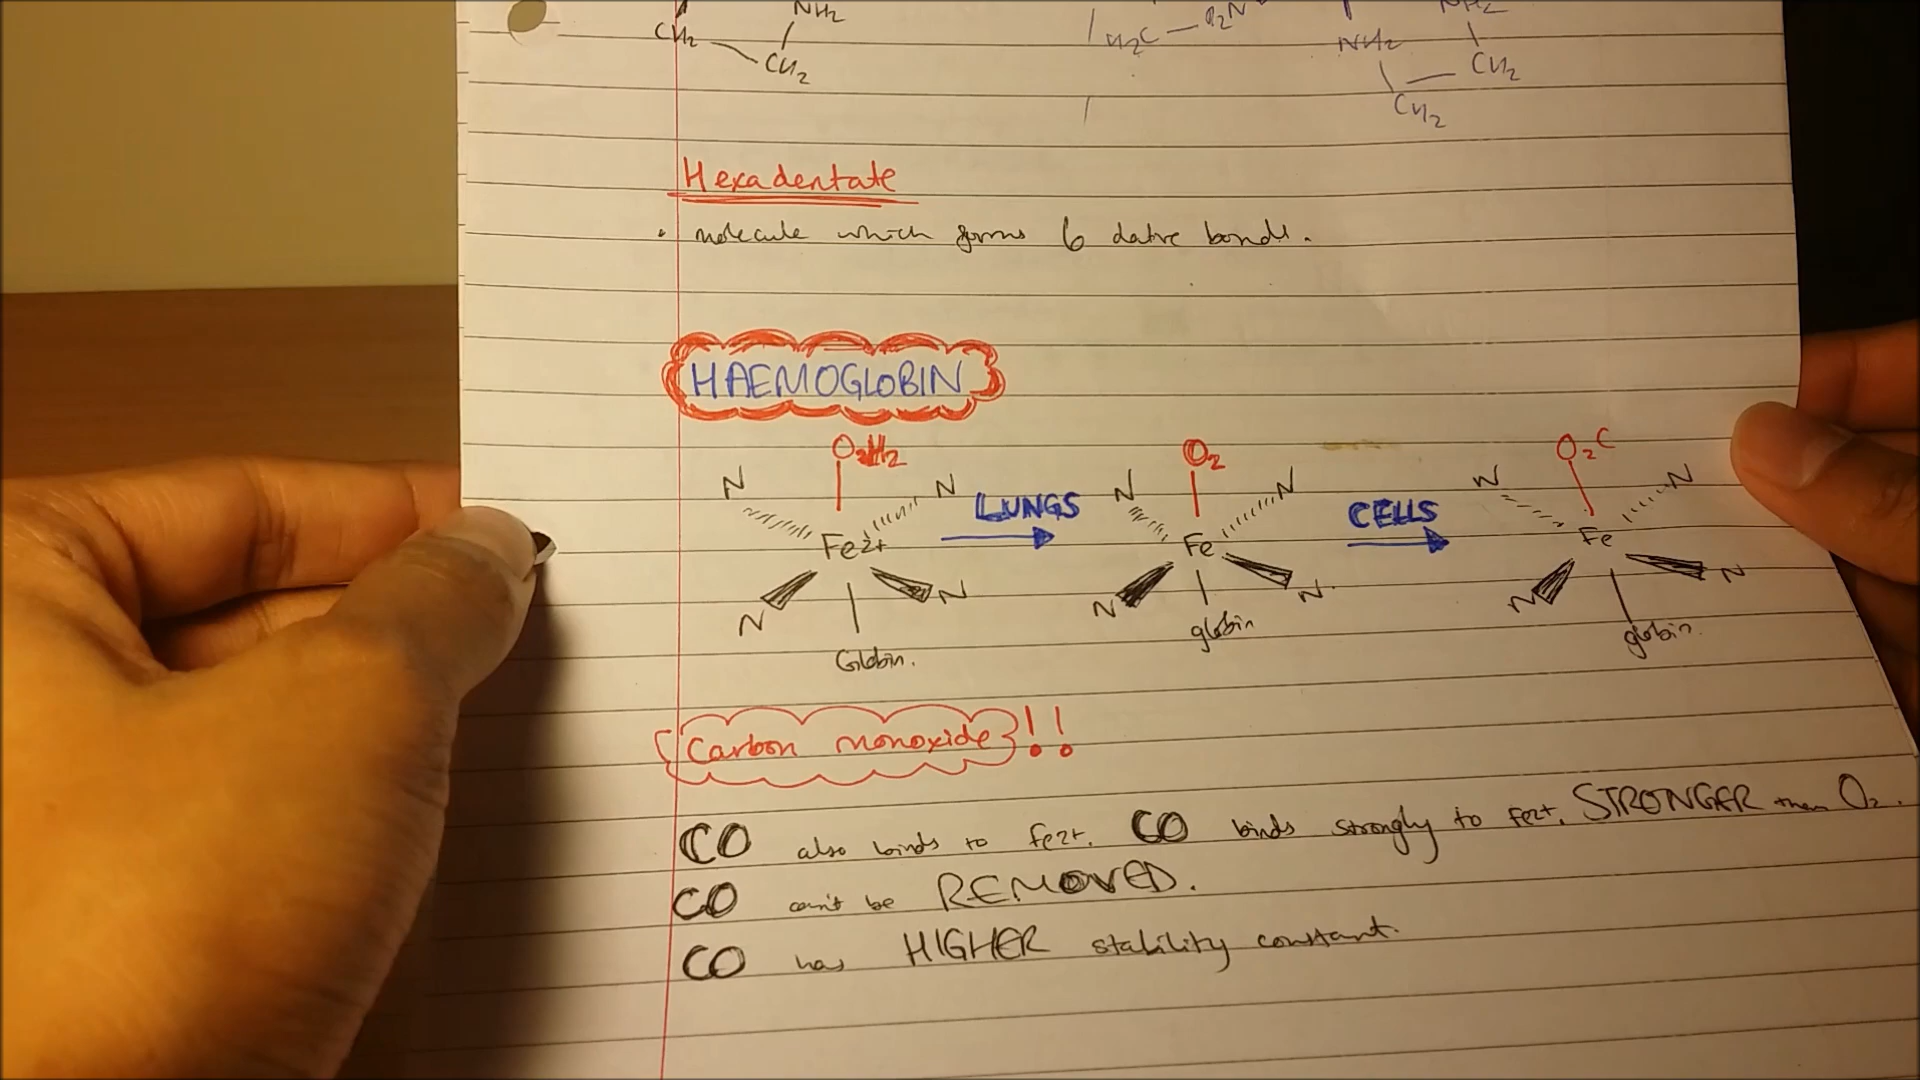 NH2
CH2
CH2
H2C
O2N
NH2
NH2
CH2
CH2
Hexadentate
• molecule which forms 6 dative bonds.
HAEMOGLOBIN
O2 O2C
N N LUNGS N N CELLS N N
Fe2+ Fe Fe
N N N N N N
Globin. globin globin.
Carbon monoxide !!
CO also binds to Fe2+. CO binds strongly to Fe2+. STRONGER than O2.
CO can't be REMOVED.
CO has HIGHER stability constant.